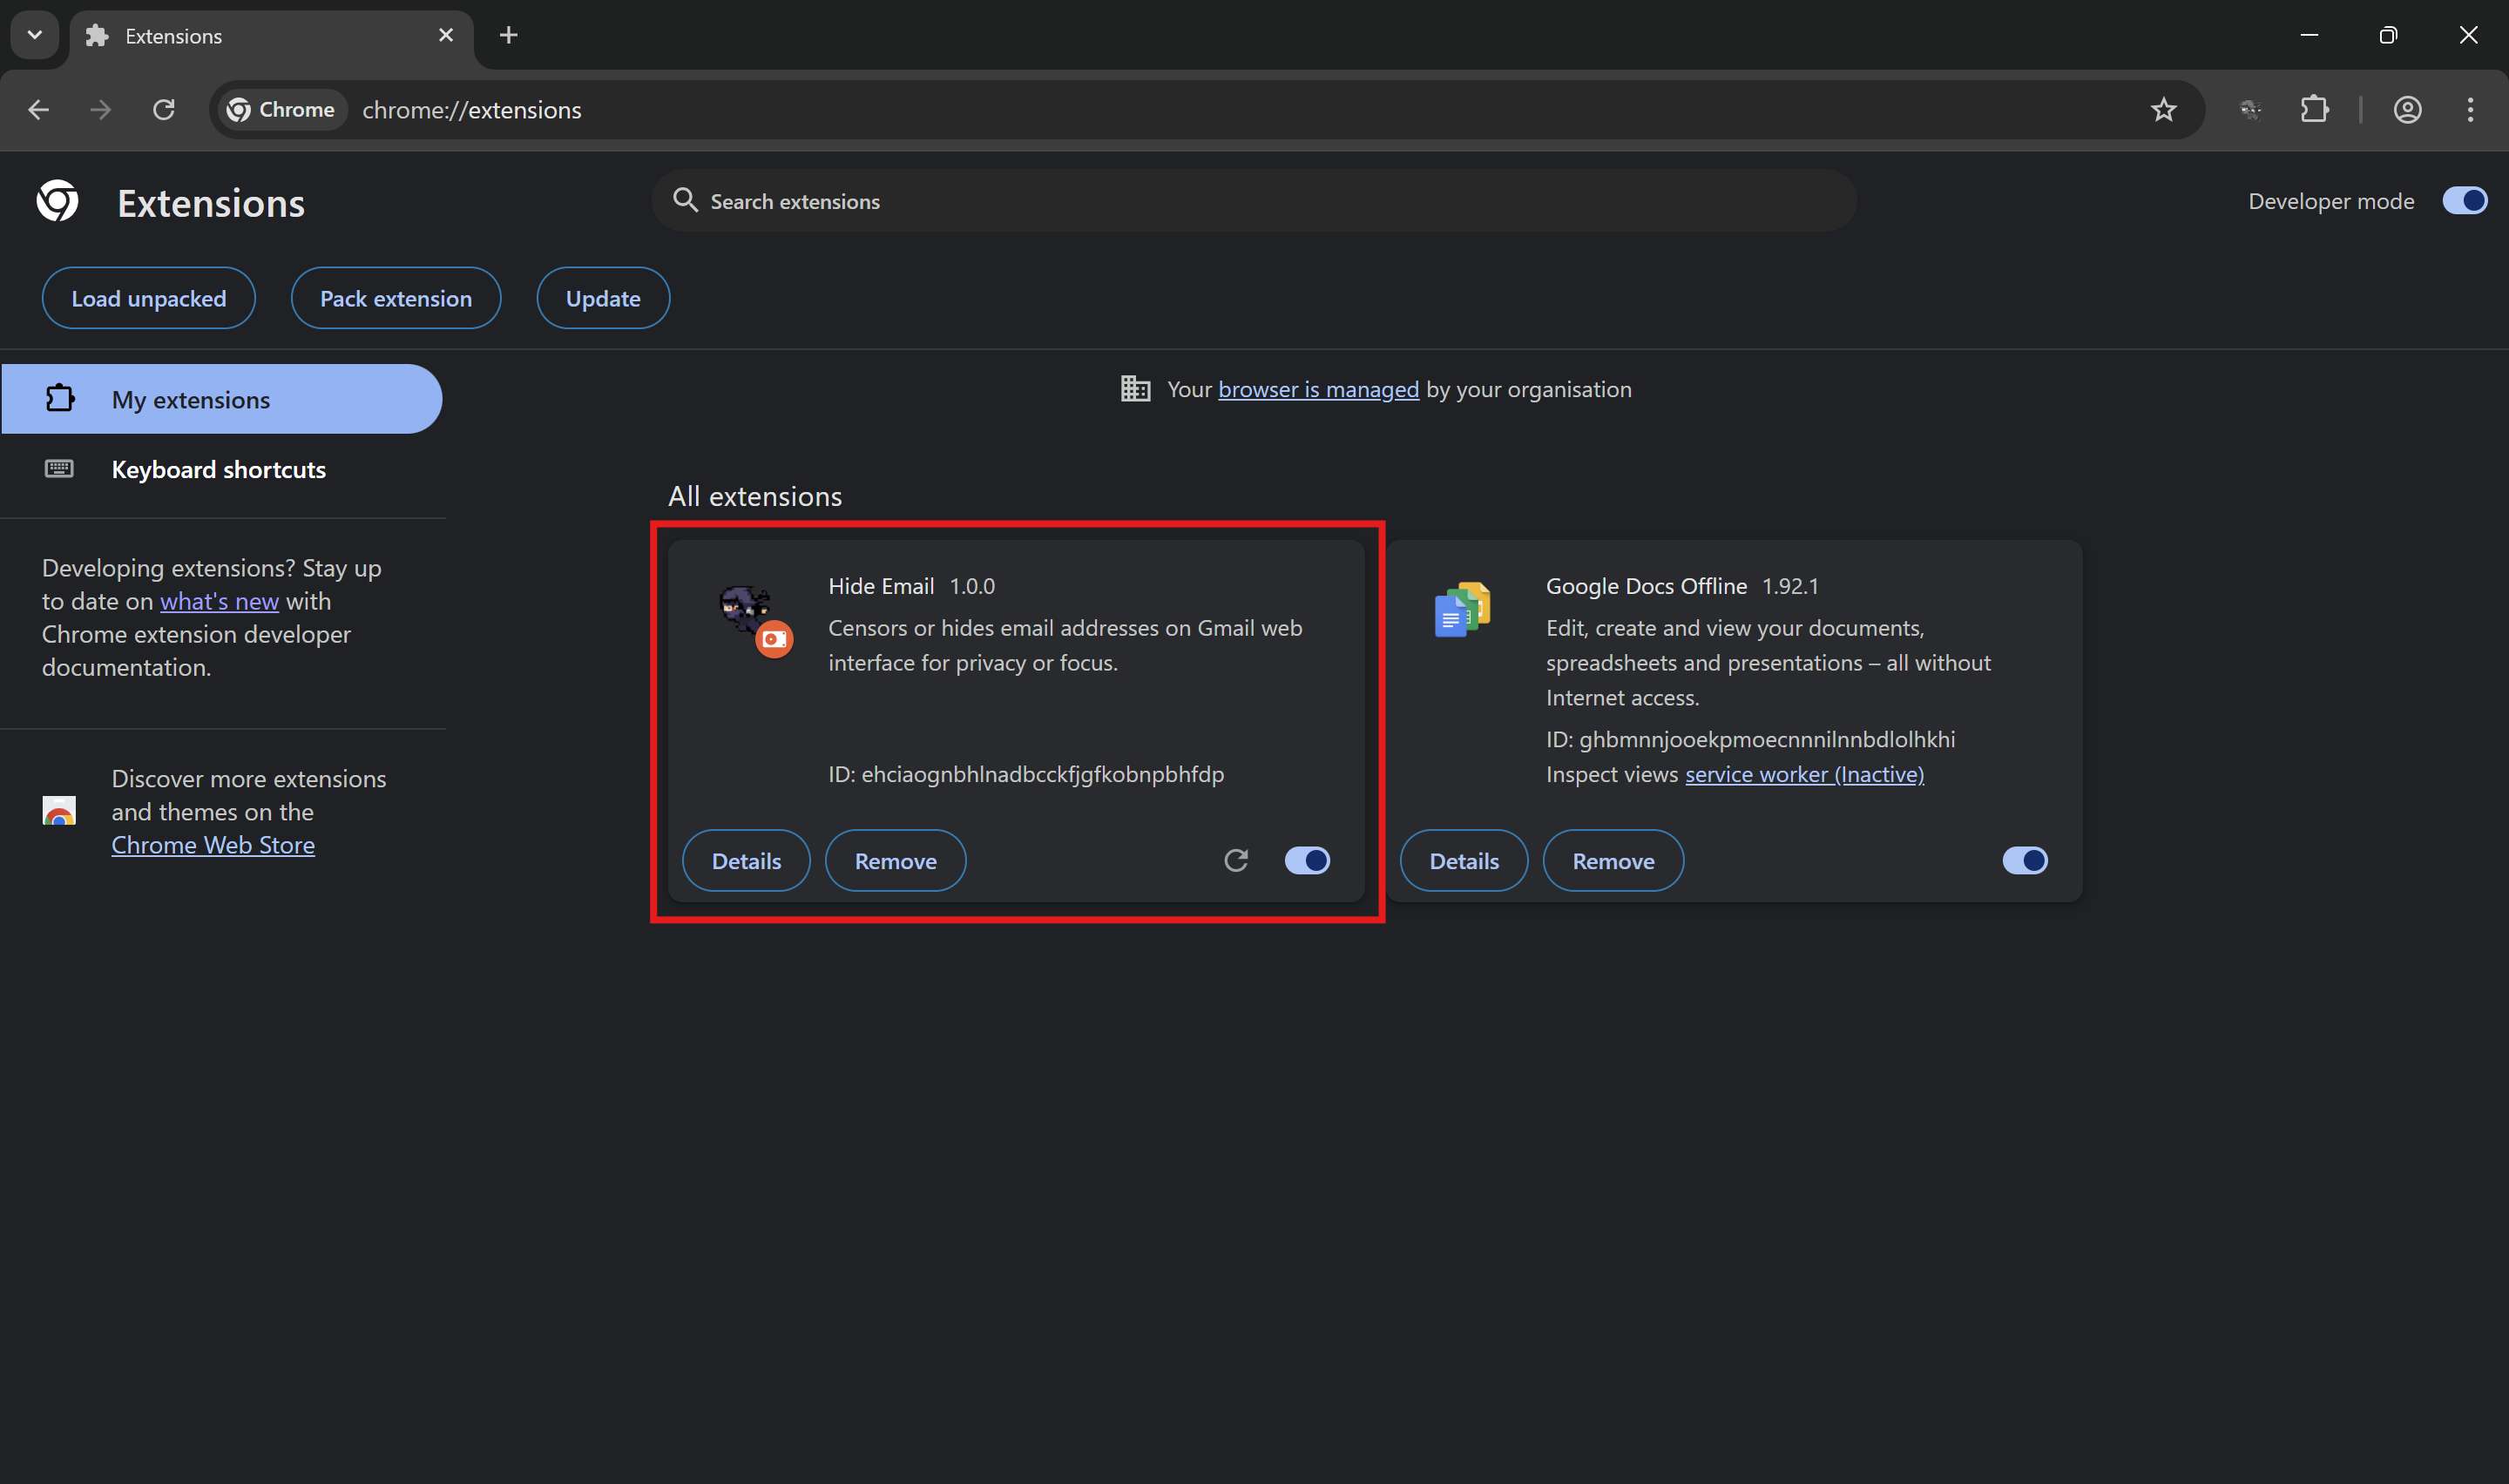 Extensions
Chrome
chrome://extensions
Extensions
Search extensions
Developer mode
Load unpacked
Pack extension
Update
My extensions
Keyboard shortcuts
Developing extensions? Stay up
to date on what's new with
Chrome extension developer
documentation.
Discover more extensions
and themes on the
Chrome Web Store
Your browser is managed by your organisation
All extensions
Hide Email 1.0.0
Censors or hides email addresses on Gmail web
interface for privacy or focus.
ID: ehciaognbhlnadbcckfjgfkobnpbhfdp
Details
Remove
Google Docs Offline 1.92.1
Edit, create and view your documents,
spreadsheets and presentations – all without
Internet access.
ID: ghbmnnjooekpmoecnnnilnnbdlolhkhi
Inspect views service worker (Inactive)
Details
Remove